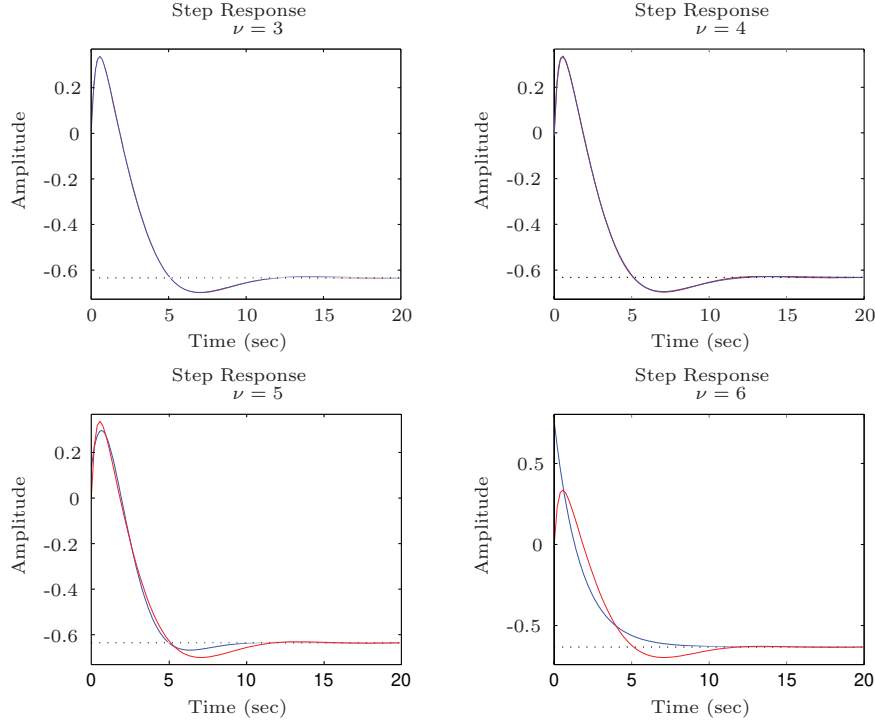 Step Response
ν = 3
Amplitude
0.2
0
-0.2
-0.4
-0.6
0 5 10 15 20
Time (sec)
Step Response
ν = 4
Amplitude
0.2
0
-0.2
-0.4
-0.6
0 5 10 15 20
Time (sec)
Step Response
ν = 5
Amplitude
0.2
0
-0.2
-0.4
-0.6
0 5 10 15 20
Time (sec)
Step Response
ν = 6
Amplitude
0.5
0
-0.5
0 5 10 15 20
Time (sec)